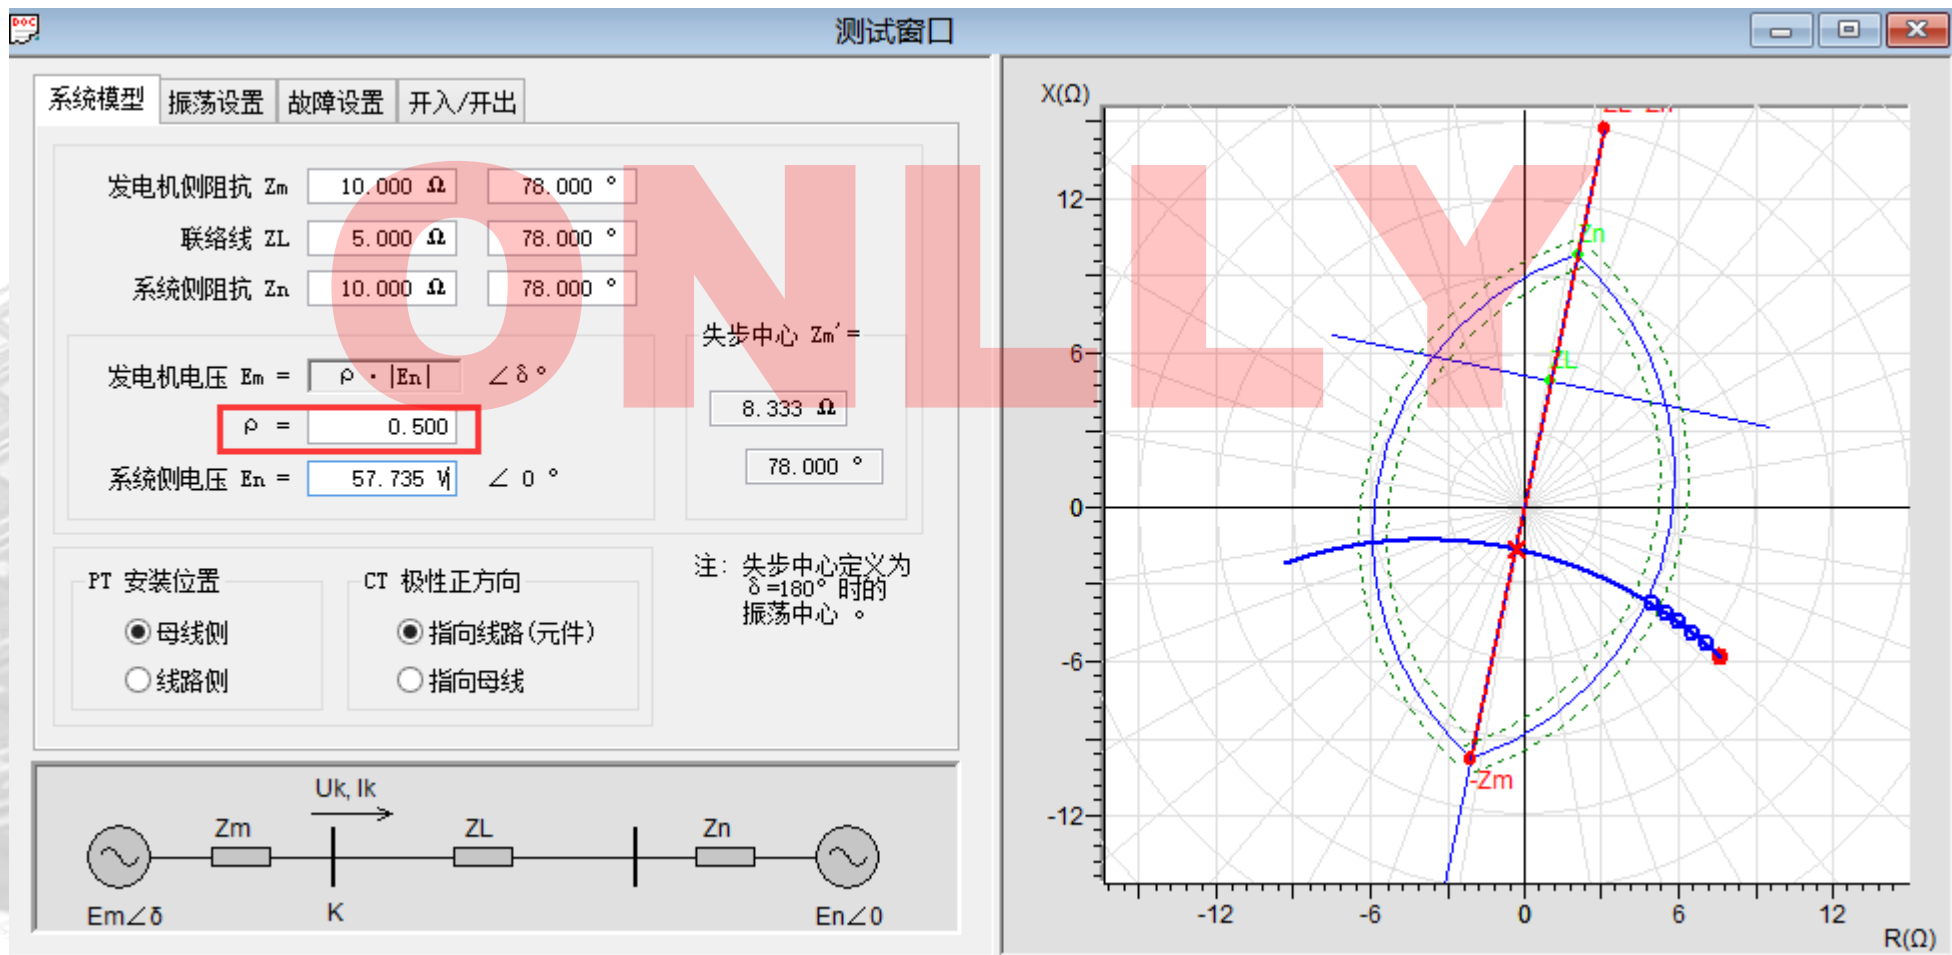 DOC
测试窗口
系统模型 振荡设置 故障设置 开入/开出
发电机侧阻抗 Zm 10.000 Ω 78.000 °
联络线 ZL 5.000 Ω 78.000 °
系统侧阻抗 Zn 10.000 Ω 78.000 °
发电机电压 Em = ρ · |En| ∠δ°
ρ = 0.500
系统侧电压 En = 57.735 V ∠ 0 °
失步中心 Zm′=
8.333 Ω
78.000 °
PT 安装位置
母线侧
线路侧
CT 极性正方向
指向线路(元件)
指向母线
注: 失步中心定义为
δ=180° 时的
振荡中心 。
Uk, Ik
Zm ZL Zn
Em∠δ K En∠0
X(Ω)
ZL+Zn
12
Zn
6
ZL
0
-6
-Zm
-12
-12 -6 0 6 12
R(Ω)
ONLLY